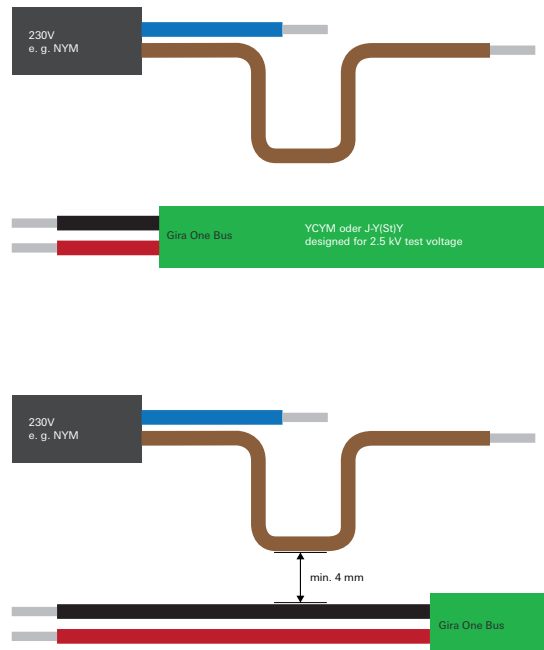 230V
e. g. NYM
Gira One Bus
YCYM oder J-Y(St)Y
designed for 2.5 kV test voltage
230V
e. g. NYM
min. 4 mm
Gira One Bus